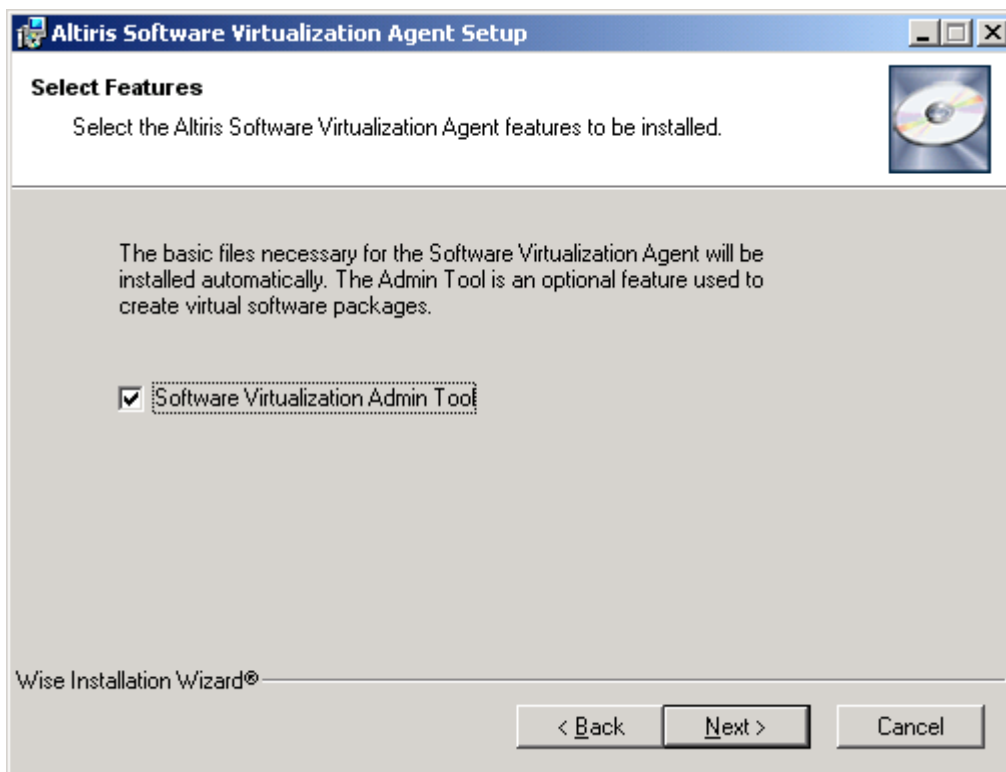 Altiris Software Virtualization Agent Setup
Select Features
Select the Altiris Software Virtualization Agent features to be installed.
The basic files necessary for the Software Virtualization Agent will be
installed automatically. The Admin Tool is an optional feature used to
create virtual software packages.
Software Virtualization Admin Tool
Wise Installation Wizard®
< Back
Next >
Cancel